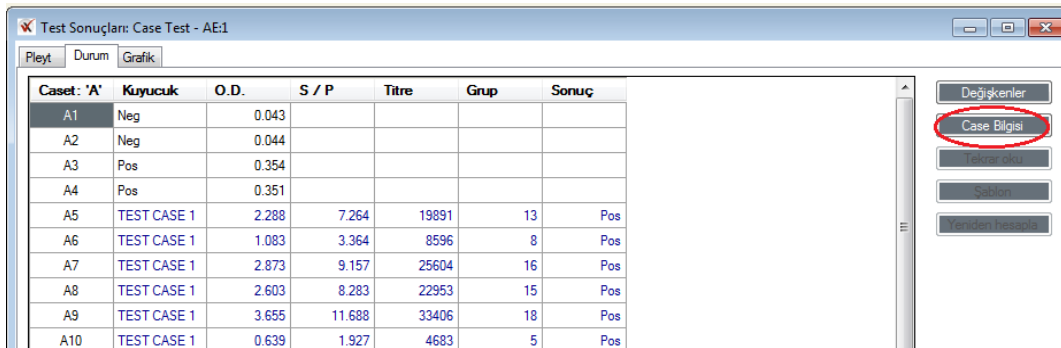 Test Sonuçları: Case Test - AE:1
Pleyt Durum Grafik
Caset: 'A' Kuyucuk O.D. S / P Titre Grup Sonuç
A1 Neg 0.043
A2 Neg 0.044
A3 Pos 0.354
A4 Pos 0.351
A5 TEST CASE 1 2.288 7.264 19891 13 Pos
A6 TEST CASE 1 1.083 3.364 8596 8 Pos
A7 TEST CASE 1 2.873 9.157 25604 16 Pos
A8 TEST CASE 1 2.603 8.283 22953 15 Pos
A9 TEST CASE 1 3.655 11.688 33406 18 Pos
A10 TEST CASE 1 0.639 1.927 4683 5 Pos
Değişkenler
Case Bilgisi
Tekrar oku
Şablon
Yeniden hesapla